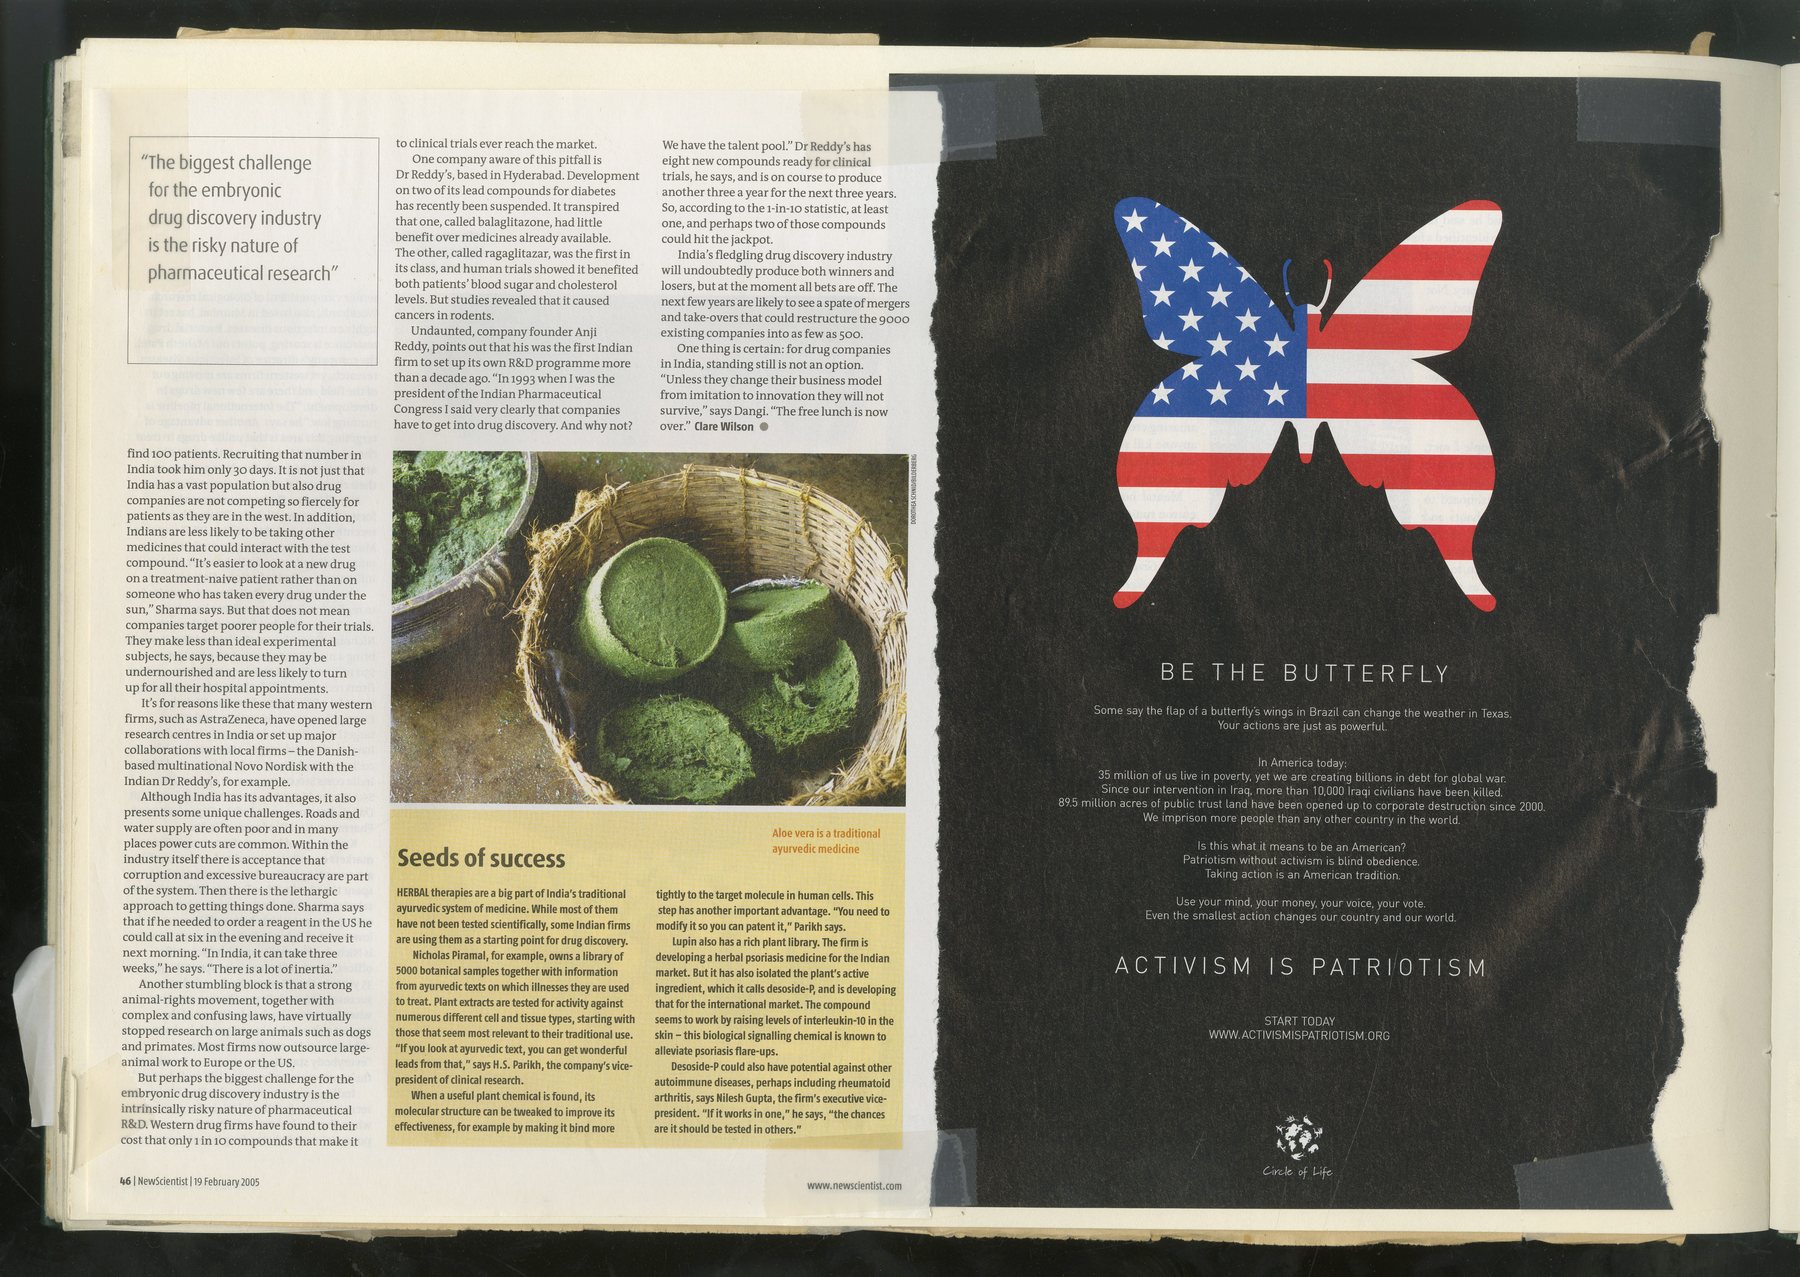 “The biggest challenge
for the embryonic
drug discovery industry
is the risky nature of
pharmaceutical research”
find 100 patients. Recruiting that number in
India took him only 30 days. It is not just that
India has a vast population but also drug
companies are not competing so fiercely for
patients as they are in the west. In addition,
Indians are less likely to be taking other
medicines that could interact with the test
compound. “It’s easier to look at a new drug
on a treatment-naive patient rather than on
someone who has taken every drug under the
sun,” Sharma says. But that does not mean
companies target poorer people for their trials.
They make less than ideal experimental
subjects, he says, because they may be
undernourished and are less likely to turn
up for all their hospital appointments.
It’s for reasons like these that many western
firms, such as AstraZeneca, have opened large
research centres in India or set up major
collaborations with local firms – the Danish-
based multinational Novo Nordisk with the
Indian Dr Reddy’s, for example.
Although India has its advantages, it also
presents some unique challenges. Roads and
water supply are often poor and in many
places power cuts are common. Within the
industry itself there is acceptance that
corruption and excessive bureaucracy are part
of the system. Then there is the lethargic
approach to getting things done. Sharma says
that if he needed to order a reagent in the US he
could call at six in the evening and receive it
next morning. “In India, it can take three
weeks,” he says. “There is a lot of inertia.”
Another stumbling block is that a strong
animal-rights movement, together with
complex and confusing laws, have virtually
stopped research on large animals such as dogs
and primates. Most firms now outsource large-
animal work to Europe or the US.
But perhaps the biggest challenge for the
embryonic drug discovery industry is the
intrinsically risky nature of pharmaceutical
R&D. Western drug firms have found to their
cost that only 1 in 10 compounds that make it
to clinical trials ever reach the market.
One company aware of this pitfall is
Dr Reddy’s, based in Hyderabad. Development
on two of its lead compounds for diabetes
has recently been suspended. It transpired
that one, called balaglitazone, had little
benefit over medicines already available.
The other, called ragaglitazar, was the first in
its class, and human trials showed it benefited
both patients’ blood sugar and cholesterol
levels. But studies revealed that it caused
cancers in rodents.
Undaunted, company founder Anji
Reddy, points out that his was the first Indian
firm to set up its own R&D programme more
than a decade ago. “In 1993 when I was the
president of the Indian Pharmaceutical
Congress I said very clearly that companies
have to get into drug discovery. And why not?
We have the talent pool.” Dr Reddy’s has
eight new compounds ready for clinical
trials, he says, and is on course to produce
another three a year for the next three years.
So, according to the 1-in-10 statistic, at least
one, and perhaps two of those compounds
could hit the jackpot.
India’s fledgling drug discovery industry
will undoubtedly produce both winners and
losers, but at the moment all bets are off. The
next few years are likely to see a spate of mergers
and take-overs that could restructure the 9000
existing companies into as few as 500.
One thing is certain: for drug companies
in India, standing still is not an option.
“Unless they change their business model
from imitation to innovation they will not
survive,” says Dangi. “The free lunch is now
over.” Clare Wilson ●
DOROTHEA SCHMID/BILDERBERG
Aloe vera is a traditional
ayurvedic medicine
Seeds of success
HERBAL therapies are a big part of India’s traditional
ayurvedic system of medicine. While most of them
have not been tested scientifically, some Indian firms
are using them as a starting point for drug discovery.
Nicholas Piramal, for example, owns a library of
5000 botanical samples together with information
from ayurvedic texts on which illnesses they are used
to treat. Plant extracts are tested for activity against
numerous different cell and tissue types, starting with
those that seem most relevant to their traditional use.
“If you look at ayurvedic text, you can get wonderful
leads from that,” says H.S. Parikh, the company’s vice-
president of clinical research.
When a useful plant chemical is found, its
molecular structure can be tweaked to improve its
effectiveness, for example by making it bind more
tightly to the target molecule in human cells. This
step has another important advantage. “You need to
modify it so you can patent it,” Parikh says.
Lupin also has a rich plant library. The firm is
developing a herbal psoriasis medicine for the Indian
market. But it has also isolated the plant’s active
ingredient, which it calls desoside-P, and is developing
that for the international market. The compound
seems to work by raising levels of interleukin-10 in the
skin – this biological signalling chemical is known to
alleviate psoriasis flare-ups.
Desoside-P could also have potential against other
autoimmune diseases, perhaps including rheumatoid
arthritis, says Nilesh Gupta, the firm’s executive vice-
president. “If it works in one,” he says, “the chances
are it should be tested in others.”
46 | NewScientist | 19 February 2005
www.newscientist.com
BE THE BUTTERFLY
Some say the flap of a butterfly’s wings in Brazil can change the weather in Texas.
Your actions are just as powerful.
In America today:
35 million of us live in poverty, yet we are creating billions in debt for global war.
Since our intervention in Iraq, more than 10,000 Iraqi civilians have been killed.
89.5 million acres of public trust land have been opened up to corporate destruction since 2000.
We imprison more people than any other country in the world.
Is this what it means to be an American?
Patriotism without activism is blind obedience.
Taking action is an American tradition.
Use your mind, your money, your voice, your vote.
Even the smallest action changes our country and our world.
ACTIVISM IS PATRIOTISM
START TODAY
WWW.ACTIVISMISPATRIOTISM.ORG
Circle of Life